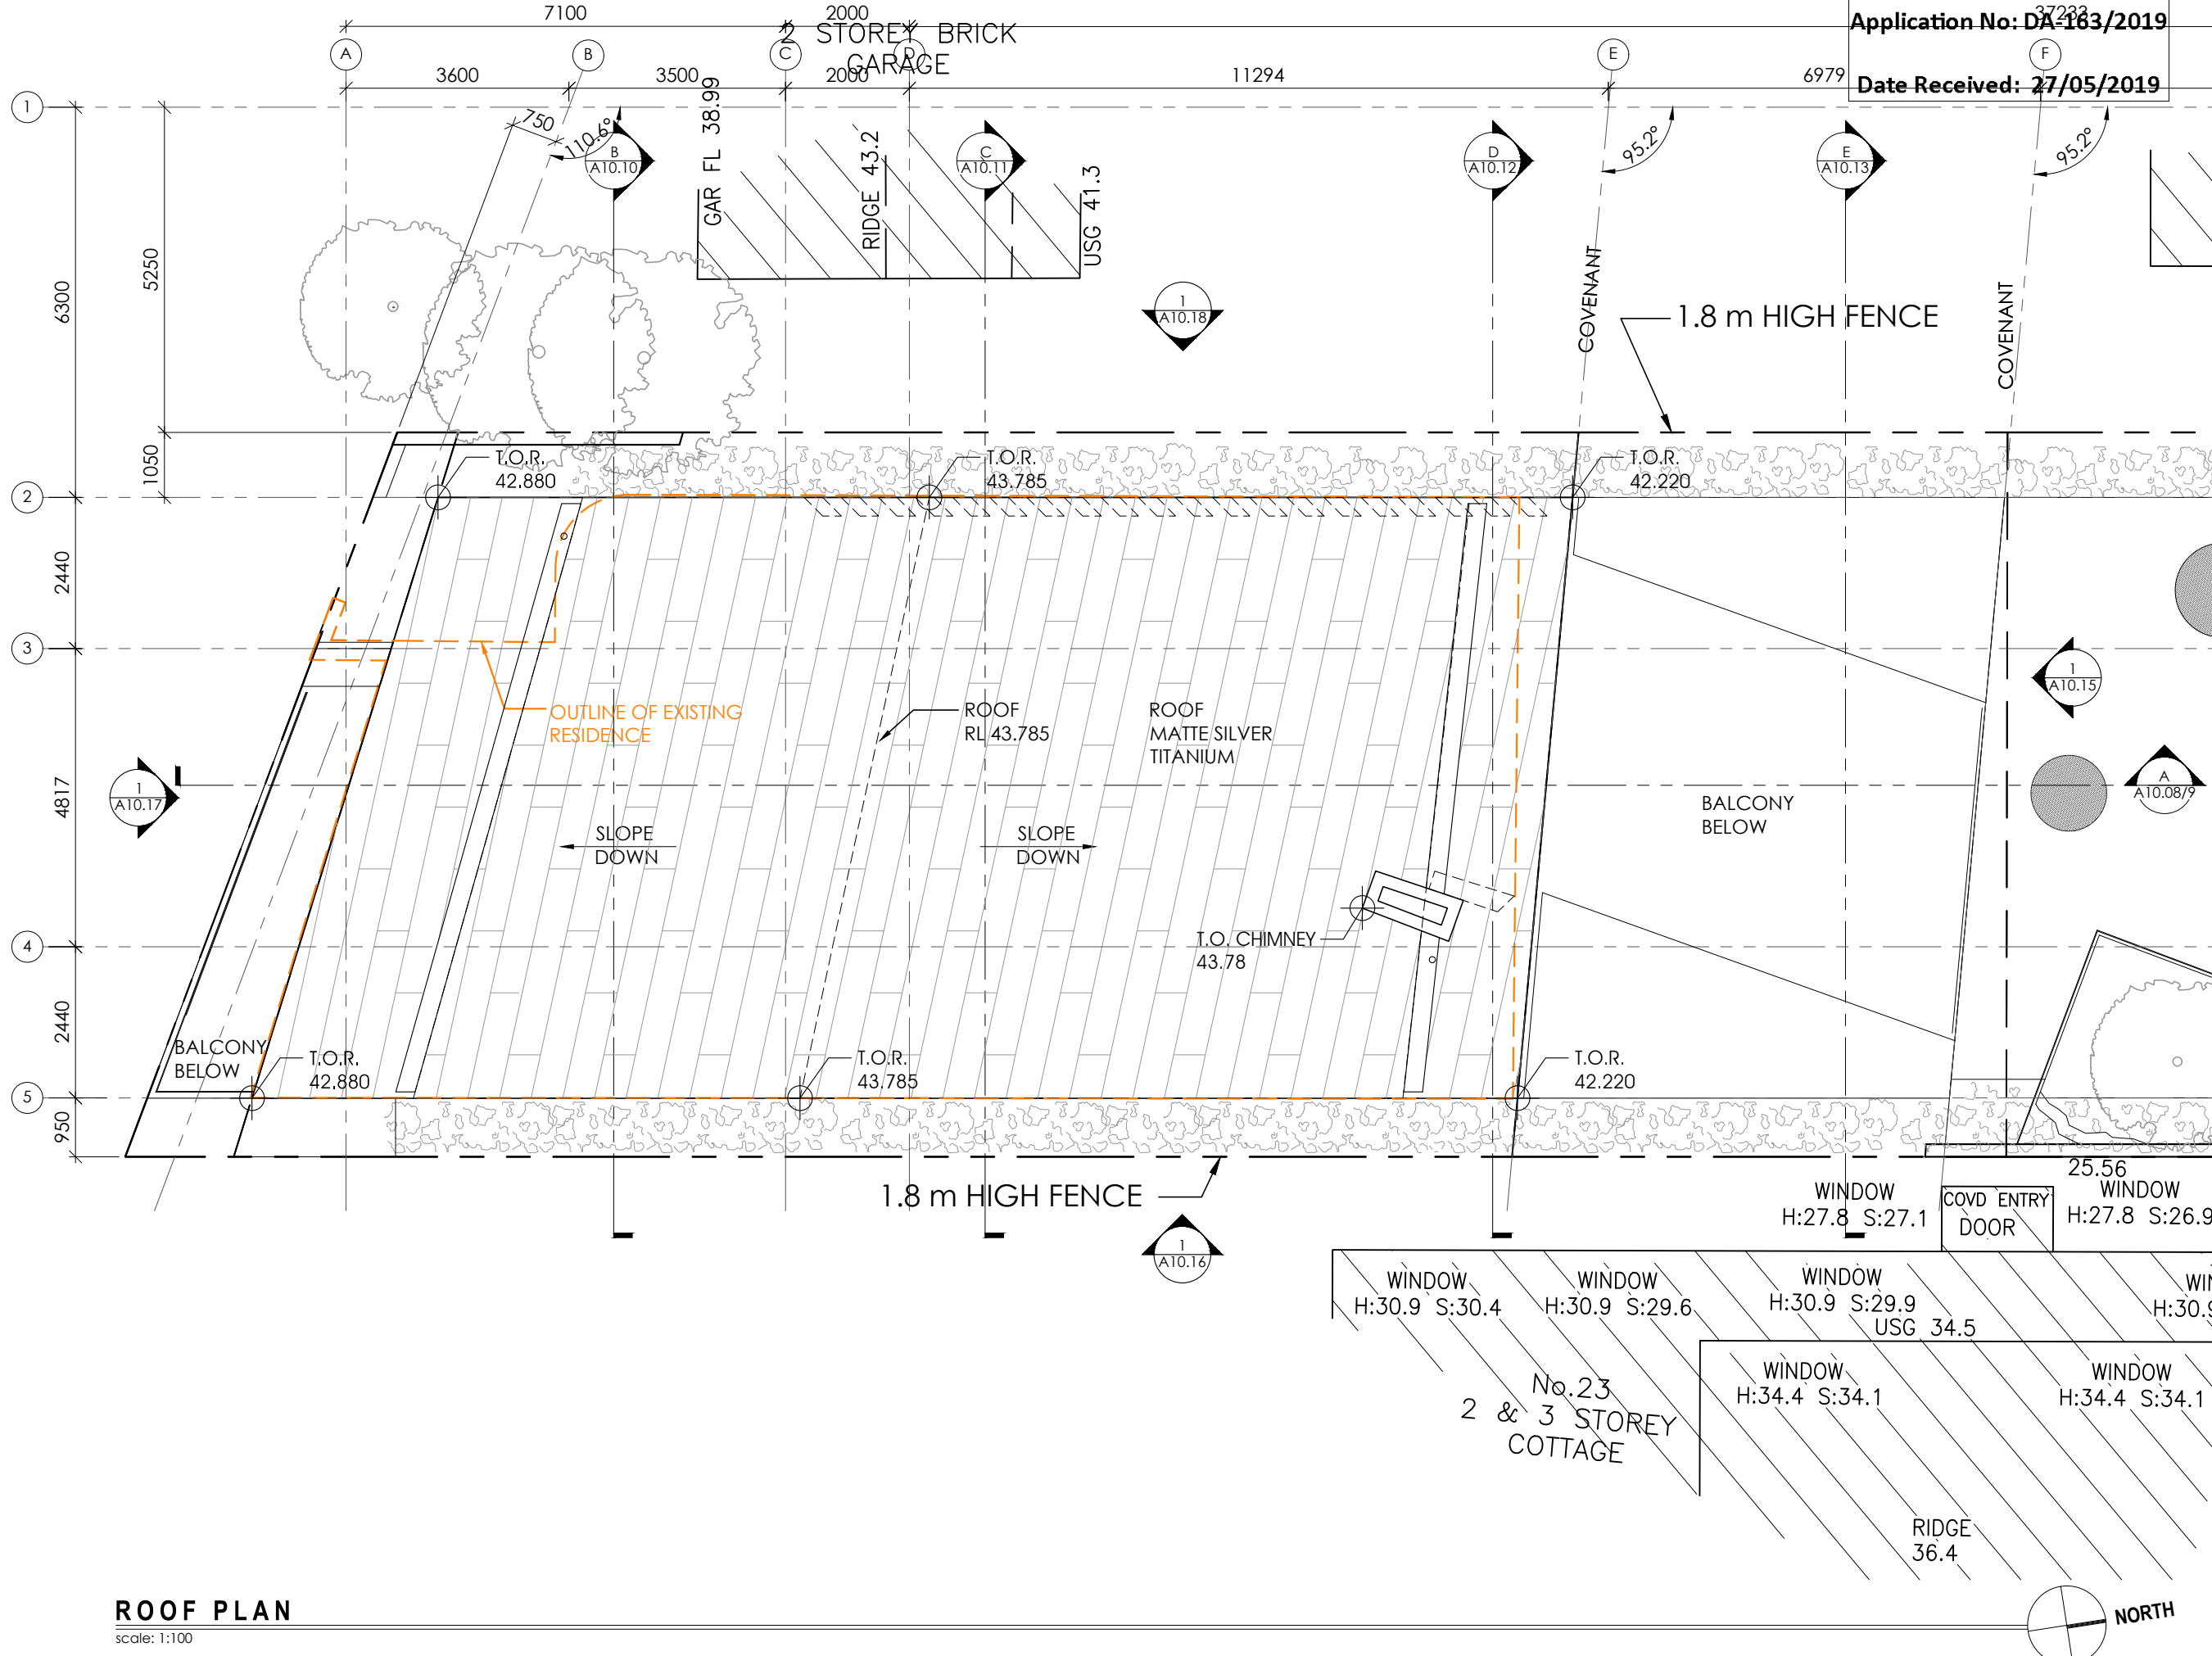 7100
2000
37233
Application No: DA-163/2019
Date Received: 27/05/2019
2 STOREY BRICK
GARAGE
A
B
C
D
E
F
3600
3500
2000
11294
6979
1
750
110.6°
95.2°
95.2°
B
A10.10
C
A10.11
D
A10.12
E
A10.13
GAR FL 38.99
RIDGE 43.2
USG 41.3
5250
6300
1
A10.18
COVENANT
COVENANT
1.8 m HIGH FENCE
1050
T.O.R.
42.880
T.O.R.
43.785
T.O.R.
42.220
2
2440
3
OUTLINE OF EXISTING
RESIDENCE
ROOF
RL 43.785
ROOF
MATTE SILVER
TITANIUM
1
A10.15
4817
1
A10.17
A
A10.08/9
BALCONY
BELOW
SLOPE
DOWN
SLOPE
DOWN
T.O. CHIMNEY
43.78
4
2440
BALCONY
BELOW
T.O.R.
42.880
T.O.R.
43.785
T.O.R.
42.220
5
950
1.8 m HIGH FENCE
25.56
WINDOW
H:27.8 S:27.1
COVD ENTRY
DOOR
WINDOW
H:27.8 S:26.9
1
A10.16
WINDOW
H:30.9 S:30.4
WINDOW
H:30.9 S:29.6
WINDOW
H:30.9 S:29.9
USG 34.5
WIN
H:30.9
WINDOW
H:34.4 S:34.1
WINDOW
H:34.4 S:34.1
No.23
2 & 3 STOREY
COTTAGE
RIDGE
36.4
ROOF PLAN
scale: 1:100
NORTH